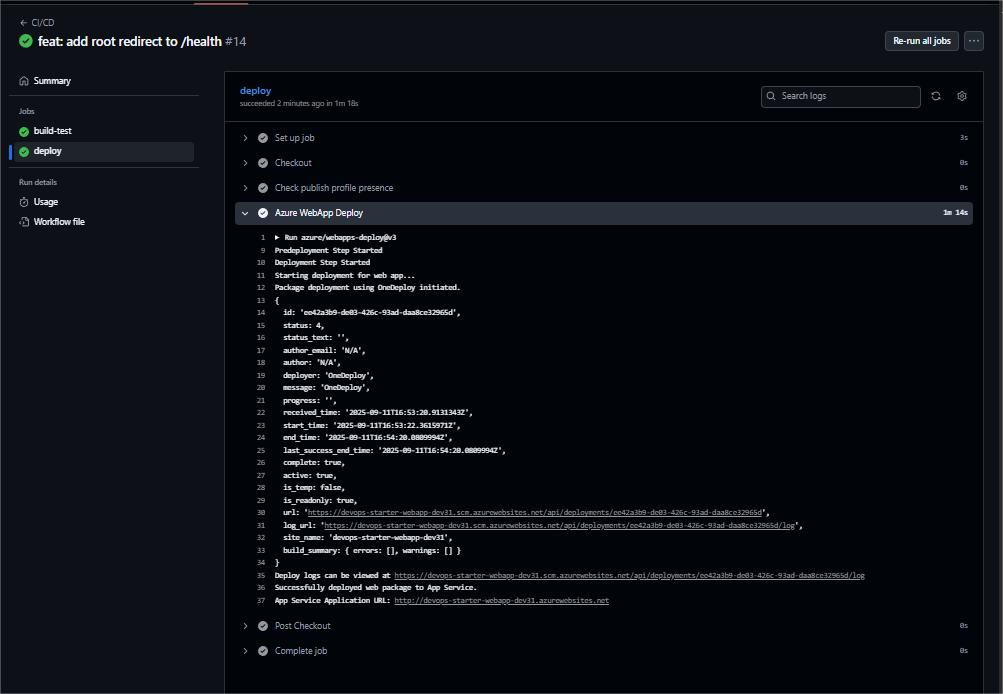 ← CI/CD
feat: add root redirect to /health #14
Re-run all jobs
...
Summary
Jobs
build-test
deploy
Run details
Usage
Workflow file
deploy
succeeded 2 minutes ago in 1m 18s
Search logs
Set up job 3s
Checkout 0s
Check publish profile presence 0s
Azure WebApp Deploy 1m 14s
1 ▶ Run azure/webapps-deploy@v3
9 Predeployment Step Started
10 Deployment Step Started
11 Starting deployment for web app...
12 Package deployment using OneDeploy initiated.
13 {
14 id: 'ee42a3b9-de03-426c-93ad-daa8ce32965d',
15 status: 4,
16 status_text: '',
17 author_email: 'N/A',
18 author: 'N/A',
19 deployer: 'OneDeploy',
20 message: 'OneDeploy',
21 progress: '',
22 received_time: '2025-09-11T16:53:20.9131343Z',
23 start_time: '2025-09-11T16:53:22.3615971Z',
24 end_time: '2025-09-11T16:54:20.0809994Z',
25 last_success_end_time: '2025-09-11T16:54:20.0809994Z',
26 complete: true,
27 active: true,
28 is_temp: false,
29 is_readonly: true,
30 url: 'https://devops-starter-webapp-dev31.scm.azurewebsites.net/api/deployments/ee42a3b9-de03-426c-93ad-daa8ce32965d',
31 log_url: 'https://devops-starter-webapp-dev31.scm.azurewebsites.net/api/deployments/ee42a3b9-de03-426c-93ad-daa8ce32965d/log',
32 site_name: 'devops-starter-webapp-dev31',
33 build_summary: { errors: [], warnings: [] }
34 }
35 Deploy logs can be viewed at https://devops-starter-webapp-dev31.scm.azurewebsites.net/api/deployments/ee42a3b9-de03-426c-93ad-daa8ce32965d/log
36 Successfully deployed web package to App Service.
37 App Service Application URL: http://devops-starter-webapp-dev31.azurewebsites.net
Post Checkout 0s
Complete job 0s